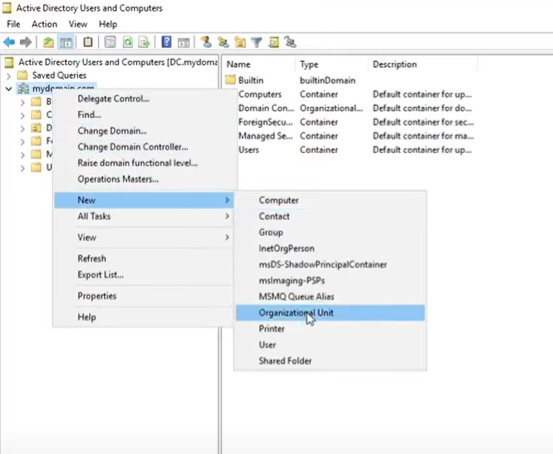 Active Directory Users and Computers
File Action View Help
Active Directory Users and Computers [DC.mydoma
Saved Queries
mydomain.com
B
C
D
F
M
U
Delegate Control...
Find...
Change Domain...
Change Domain Controller...
Raise domain functional level...
Operations Masters...
New
All Tasks
View
Refresh
Export List...
Properties
Help
Name Type Description
Builtin builtinDomain
Computers Container Default container for up...
Domain Con... Organizational... Default container for do...
ForeignSecu... Container Default container for sec...
Managed Se... Container Default container for ma...
Users Container Default container for up...
Computer
Contact
Group
InetOrgPerson
msDS-ShadowPrincipalContainer
msImaging-PSPs
MSMQ Queue Alias
Organizational Unit
Printer
User
Shared Folder